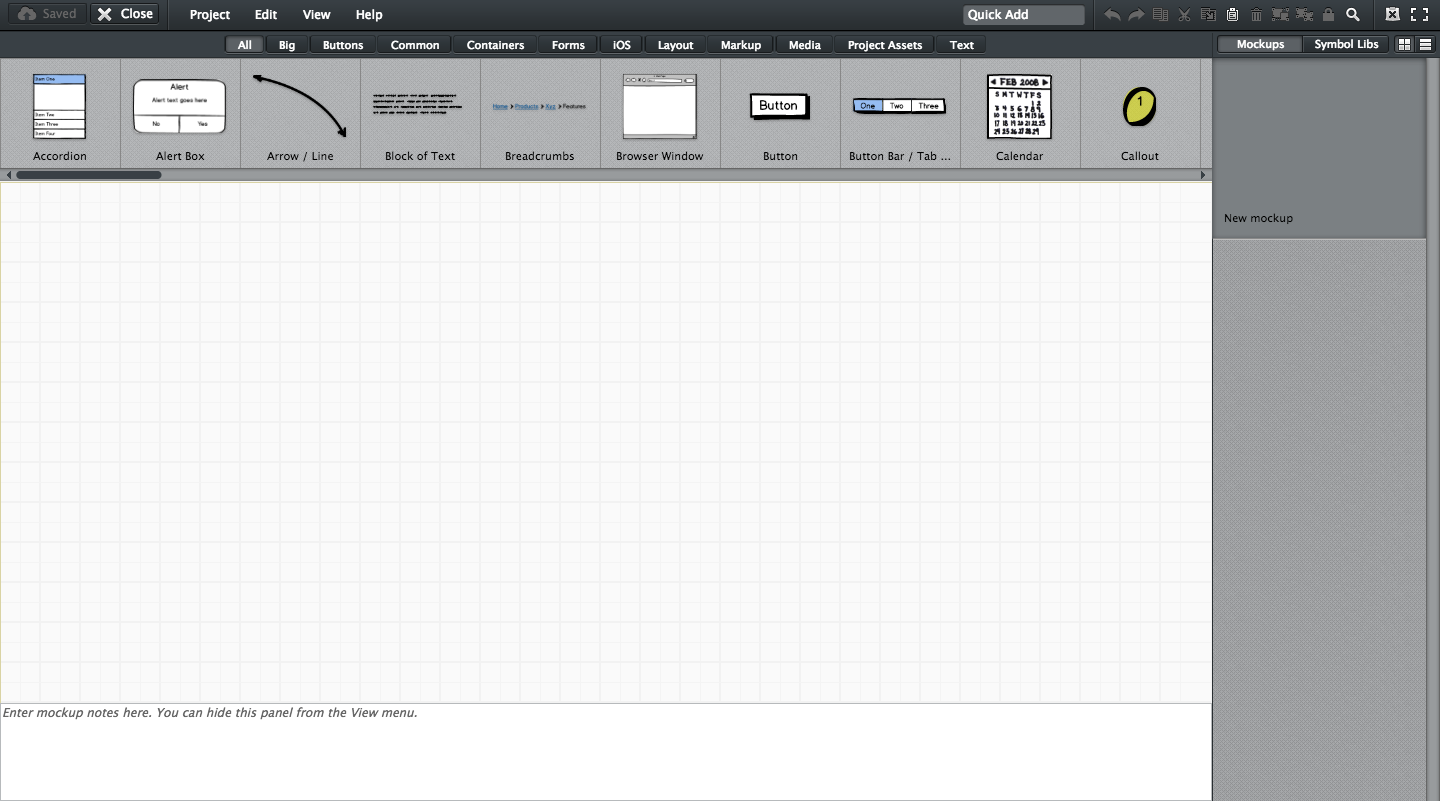 Saved Close Project Edit View Help Quick Add
All Big Buttons Common Containers Forms iOS Layout Markup Media Project Assets Text Mockups Symbol Libs
Item One
Item Two
Item Three
Item Four
Accordion
Alert
Alert text goes here
No Yes
Alert Box
Arrow / Line
Block of Text
Home Products Xyz Features
Breadcrumbs
Browser Window
Button
Button
One Two Three
Button Bar / Tab ...
FEB 2008
S M T W T F S
1 2
3 4 5 6 7 8 9
10 11 12 13 14 15 16
17 18 19 20 21 22 23
24 25 26 27 28 29
Calendar
1
Callout
New mockup
Enter mockup notes here. You can hide this panel from the View menu.